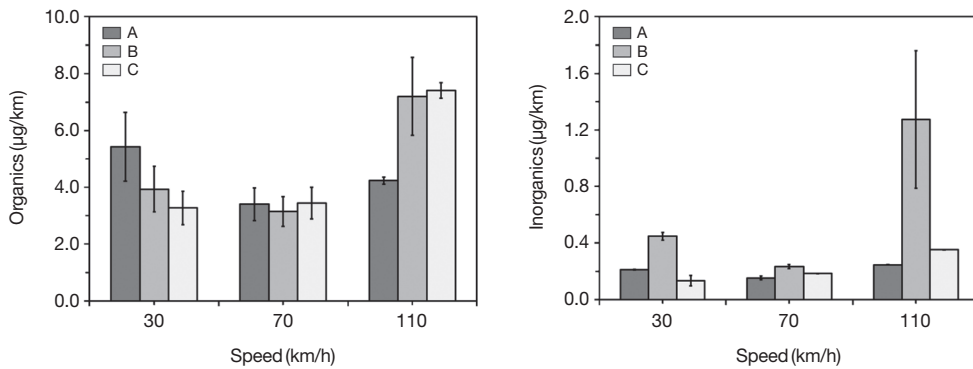 10.0
8.0
6.0
4.0
2.0
0.0
Organics (µg/km)
A
B
C
30
70
110
Speed (km/h)
2.0
1.6
1.2
0.8
0.4
0.0
Inorganics (µg/km)
A
B
C
30
70
110
Speed (km/h)